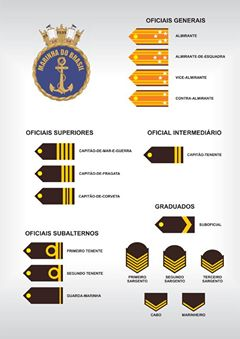 OFICIAIS GENERAIS
MARINHA DO BRASIL
ALMIRANTE
ALMIRANTE-DE-ESQUADRA
VICE-ALMIRANTE
CONTRA-ALMIRANTE
OFICIAIS SUPERIORES
CAPITÃO-DE-MAR-E-GUERRA
CAPITÃO-DE-FRAGATA
CAPITÃO-DE-CORVETA
OFICIAL INTERMEDIÁRIO
CAPITÃO-TENENTE
GRADUADOS
SUBOFICIAL
PRIMEIRO
SARGENTO
SEGUNDO
SARGENTO
TERCEIRO
SARGENTO
CABO
MARINHEIRO
OFICIAIS SUBALTERNOS
PRIMEIRO TENENTE
SEGUNDO TENENTE
GUARDA-MARINHA